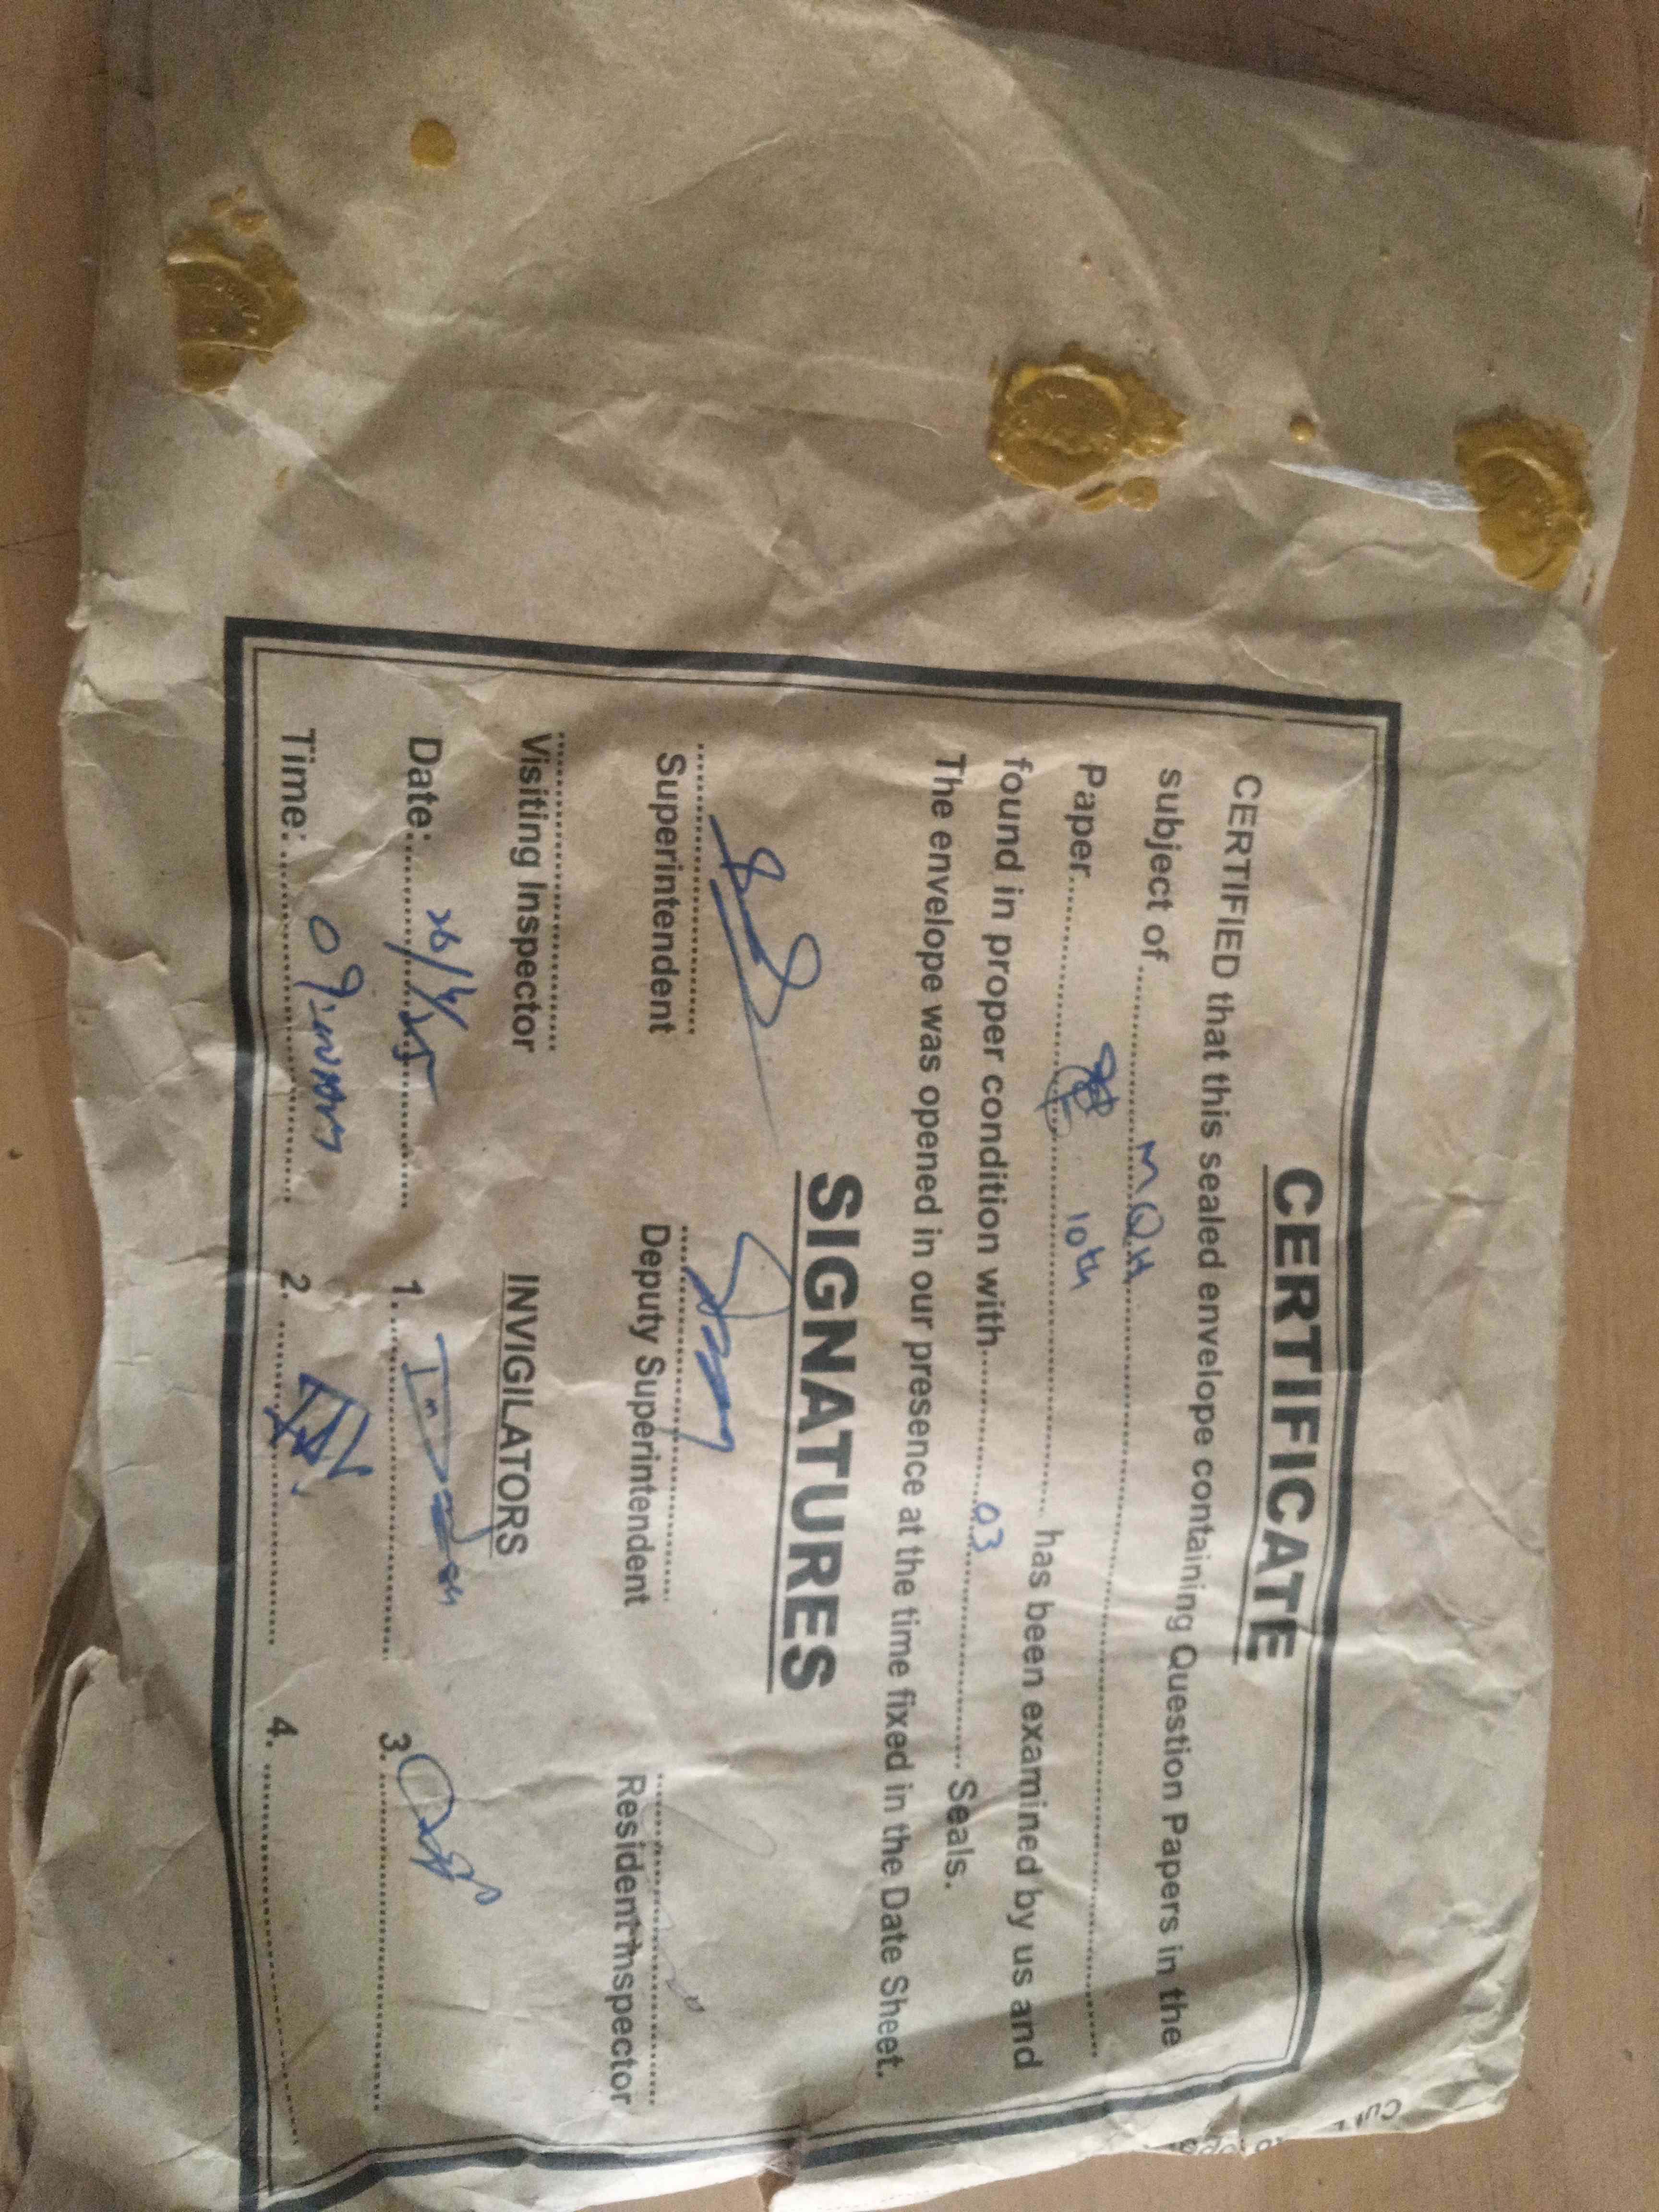 CERTIFICATE
CERTIFIED that this sealed envelope containing Question Papers in the
subject of ........ M.Q.H ........
Paper ........ 10th ........ has been examined by us and
found in proper condition with ........ 03 ........ Seals.
The envelope was opened in our presence at the time fixed in the Date Sheet.
SIGNATURES
Superintendent Deputy Superintendent Resident Inspector
Visiting Inspector INVIGILATORS
Date: 26/4/25 1. 3.
Time: 2. 4.